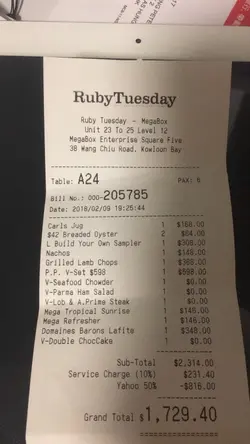 RubyTuesday
Ruby Tuesday - MegaBox
Unit 23 To 25 Level 12
MegaBox Enterprise Square Five
38 Wang Chiu Road, Kowloon Bay
Table: A24 PAX: 6
Bill No.: 000-205785
Date: 2018/02/09 19:25:44
Carls Jug 1 $168.00
$42 Breaded Oyster 2 $84.00
L Build Your Own Sampler 1 $308.00
Nachos 1 $148.00
Grilled Lamb Chops 1 $368.00
P.P. V-Set $598 1 $598.00
V-Seafood Chowder 1 $0.00
V-Parma Ham Salad 1 $0.00
V-Lob & A.Prime Steak 1 $0.00
Mega Tropical Sunrise 1 $146.00
Mega Refresher 1 $146.00
Domaines Barons Lafite 1 $348.00
V-Double ChocCake 1 $0.00
Sub-Total $2,314.00
Service Charge (10%) $231.40
Yahoo 50% -$816.00
Grand Total $1,729.40